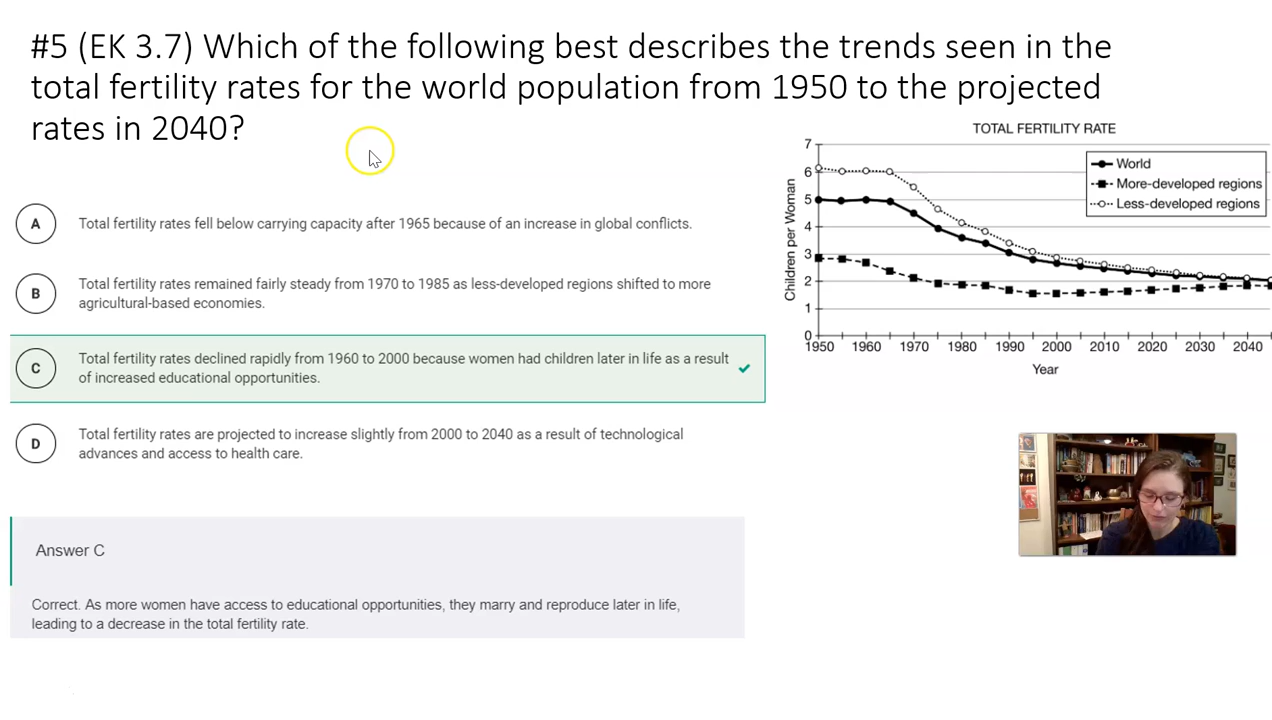 #5 (EK 3.7) Which of the following best describes the trends seen in the
total fertility rates for the world population from 1950 to the projected
rates in 2040?
A
Total fertility rates fell below carrying capacity after 1965 because of an increase in global conflicts.
B
Total fertility rates remained fairly steady from 1970 to 1985 as less-developed regions shifted to more
agricultural-based economies.
C
Total fertility rates declined rapidly from 1960 to 2000 because women had children later in life as a result
of increased educational opportunities.
D
Total fertility rates are projected to increase slightly from 2000 to 2040 as a result of technological
advances and access to health care.
Answer C
Correct. As more women have access to educational opportunities, they marry and reproduce later in life,
leading to a decrease in the total fertility rate.
TOTAL FERTILITY RATE
World
More-developed regions
Less-developed regions
Children per Woman
7
6
5
4
3
2
1
0
1950 1960 1970 1980 1990 2000 2010 2020 2030 2040
Year